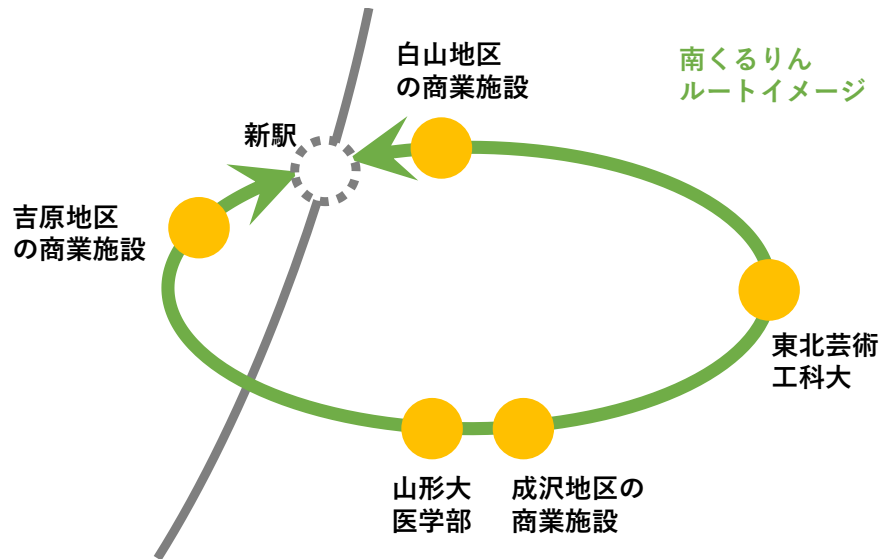 白山地区
の商業施設
南くるりん
ルートイメージ
新駅
吉原地区
の商業施設
東北芸術
工科大
山形大
医学部
成沢地区の
商業施設